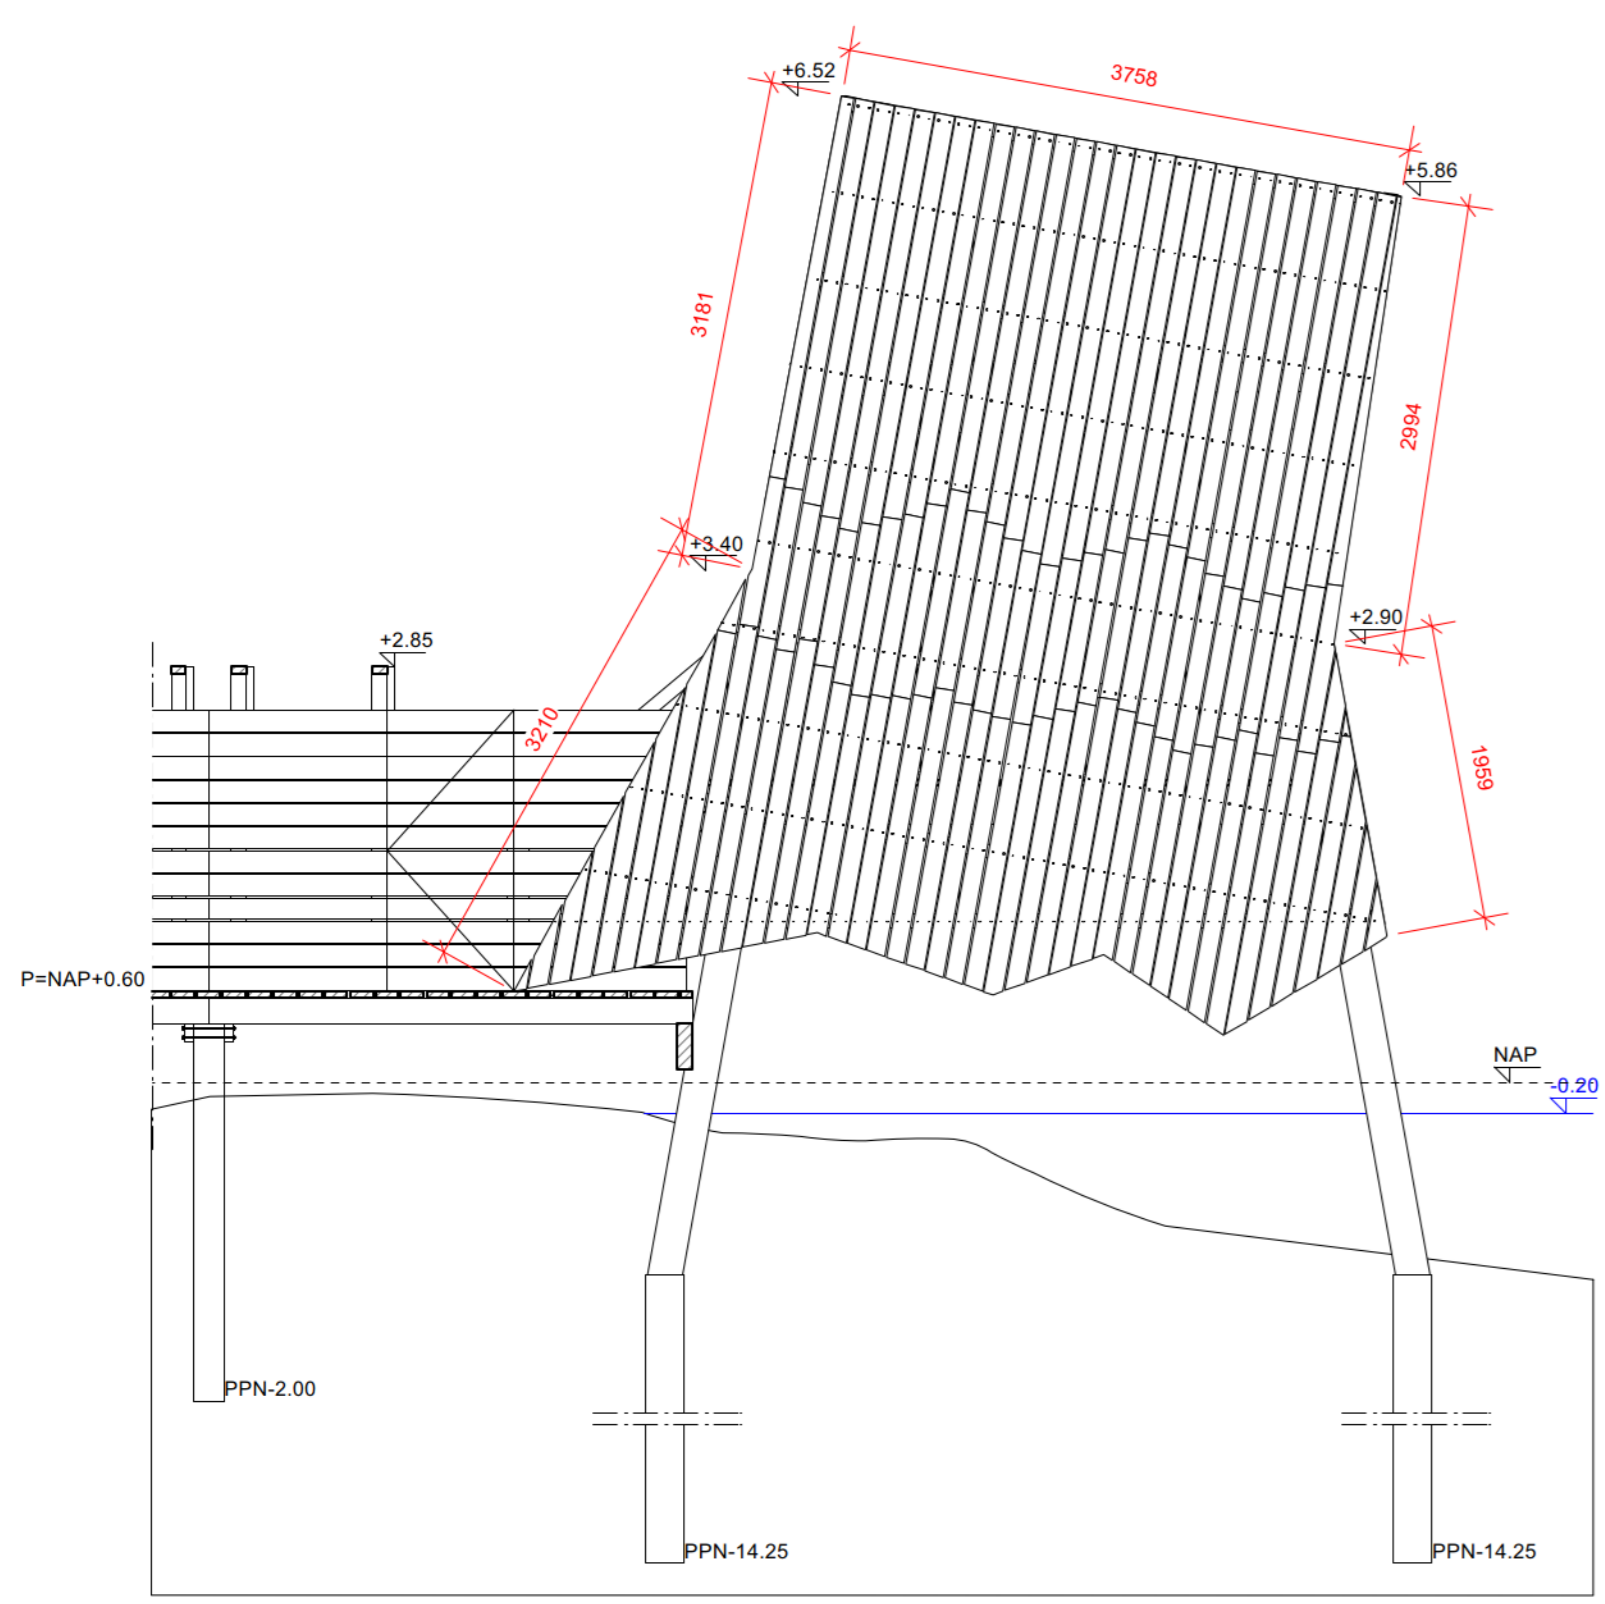 +6.52
3758
+5.86
3181
2994
+3.40
+2.90
+2.85
3210
1959
P=NAP+0.60
NAP
-0.20
PPN-2.00
PPN-14.25
PPN-14.25